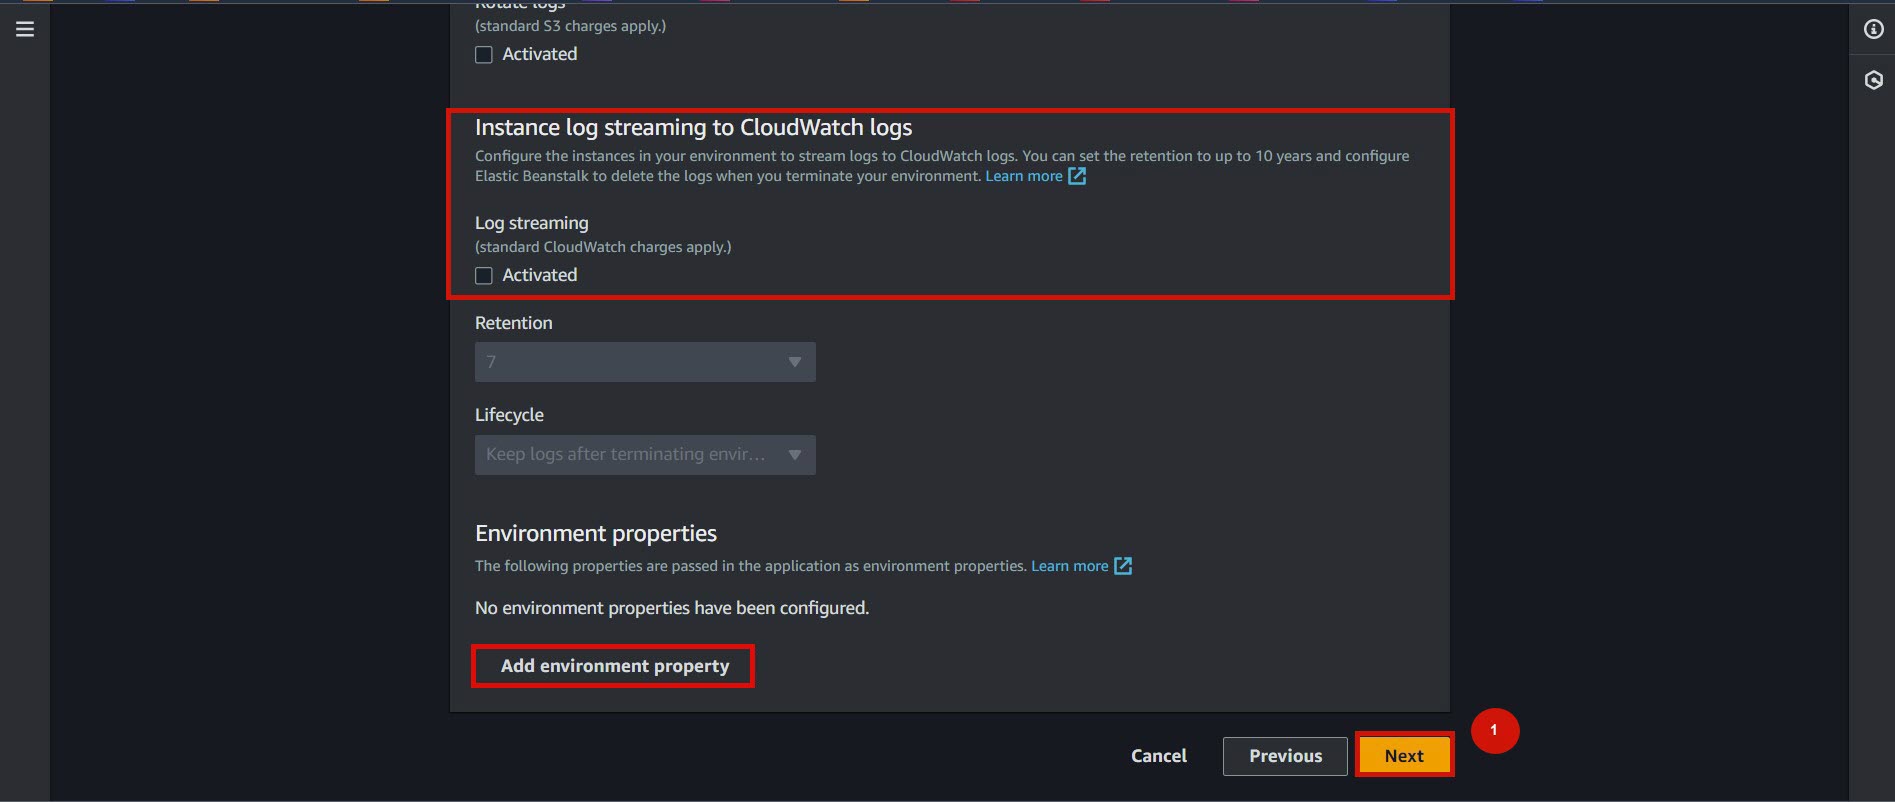 Rotate logs
(standard S3 charges apply.)
Activated
Instance log streaming to CloudWatch logs
Configure the instances in your environment to stream logs to CloudWatch logs. You can set the retention to up to 10 years and configure
Elastic Beanstalk to delete the logs when you terminate your environment. Learn more
Log streaming
(standard CloudWatch charges apply.)
Activated
Retention
7
Lifecycle
Keep logs after terminating envir...
Environment properties
The following properties are passed in the application as environment properties. Learn more
No environment properties have been configured.
Add environment property
1
Cancel
Previous
Next